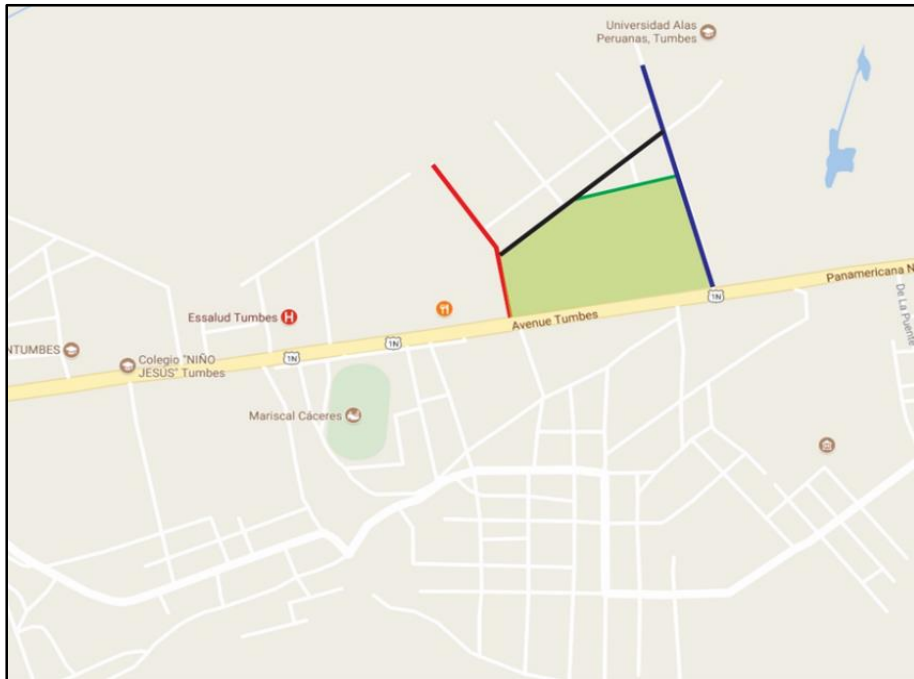 Universidad Alas
Peruanas, Tumbes
Panamericana N
1N
De La Puente
Avenue Tumbes
Essalud Tumbes
H
1N
1N
NTUMBES
Colegio "NIÑO
JESÚS" Tumbes
Mariscal Cáceres